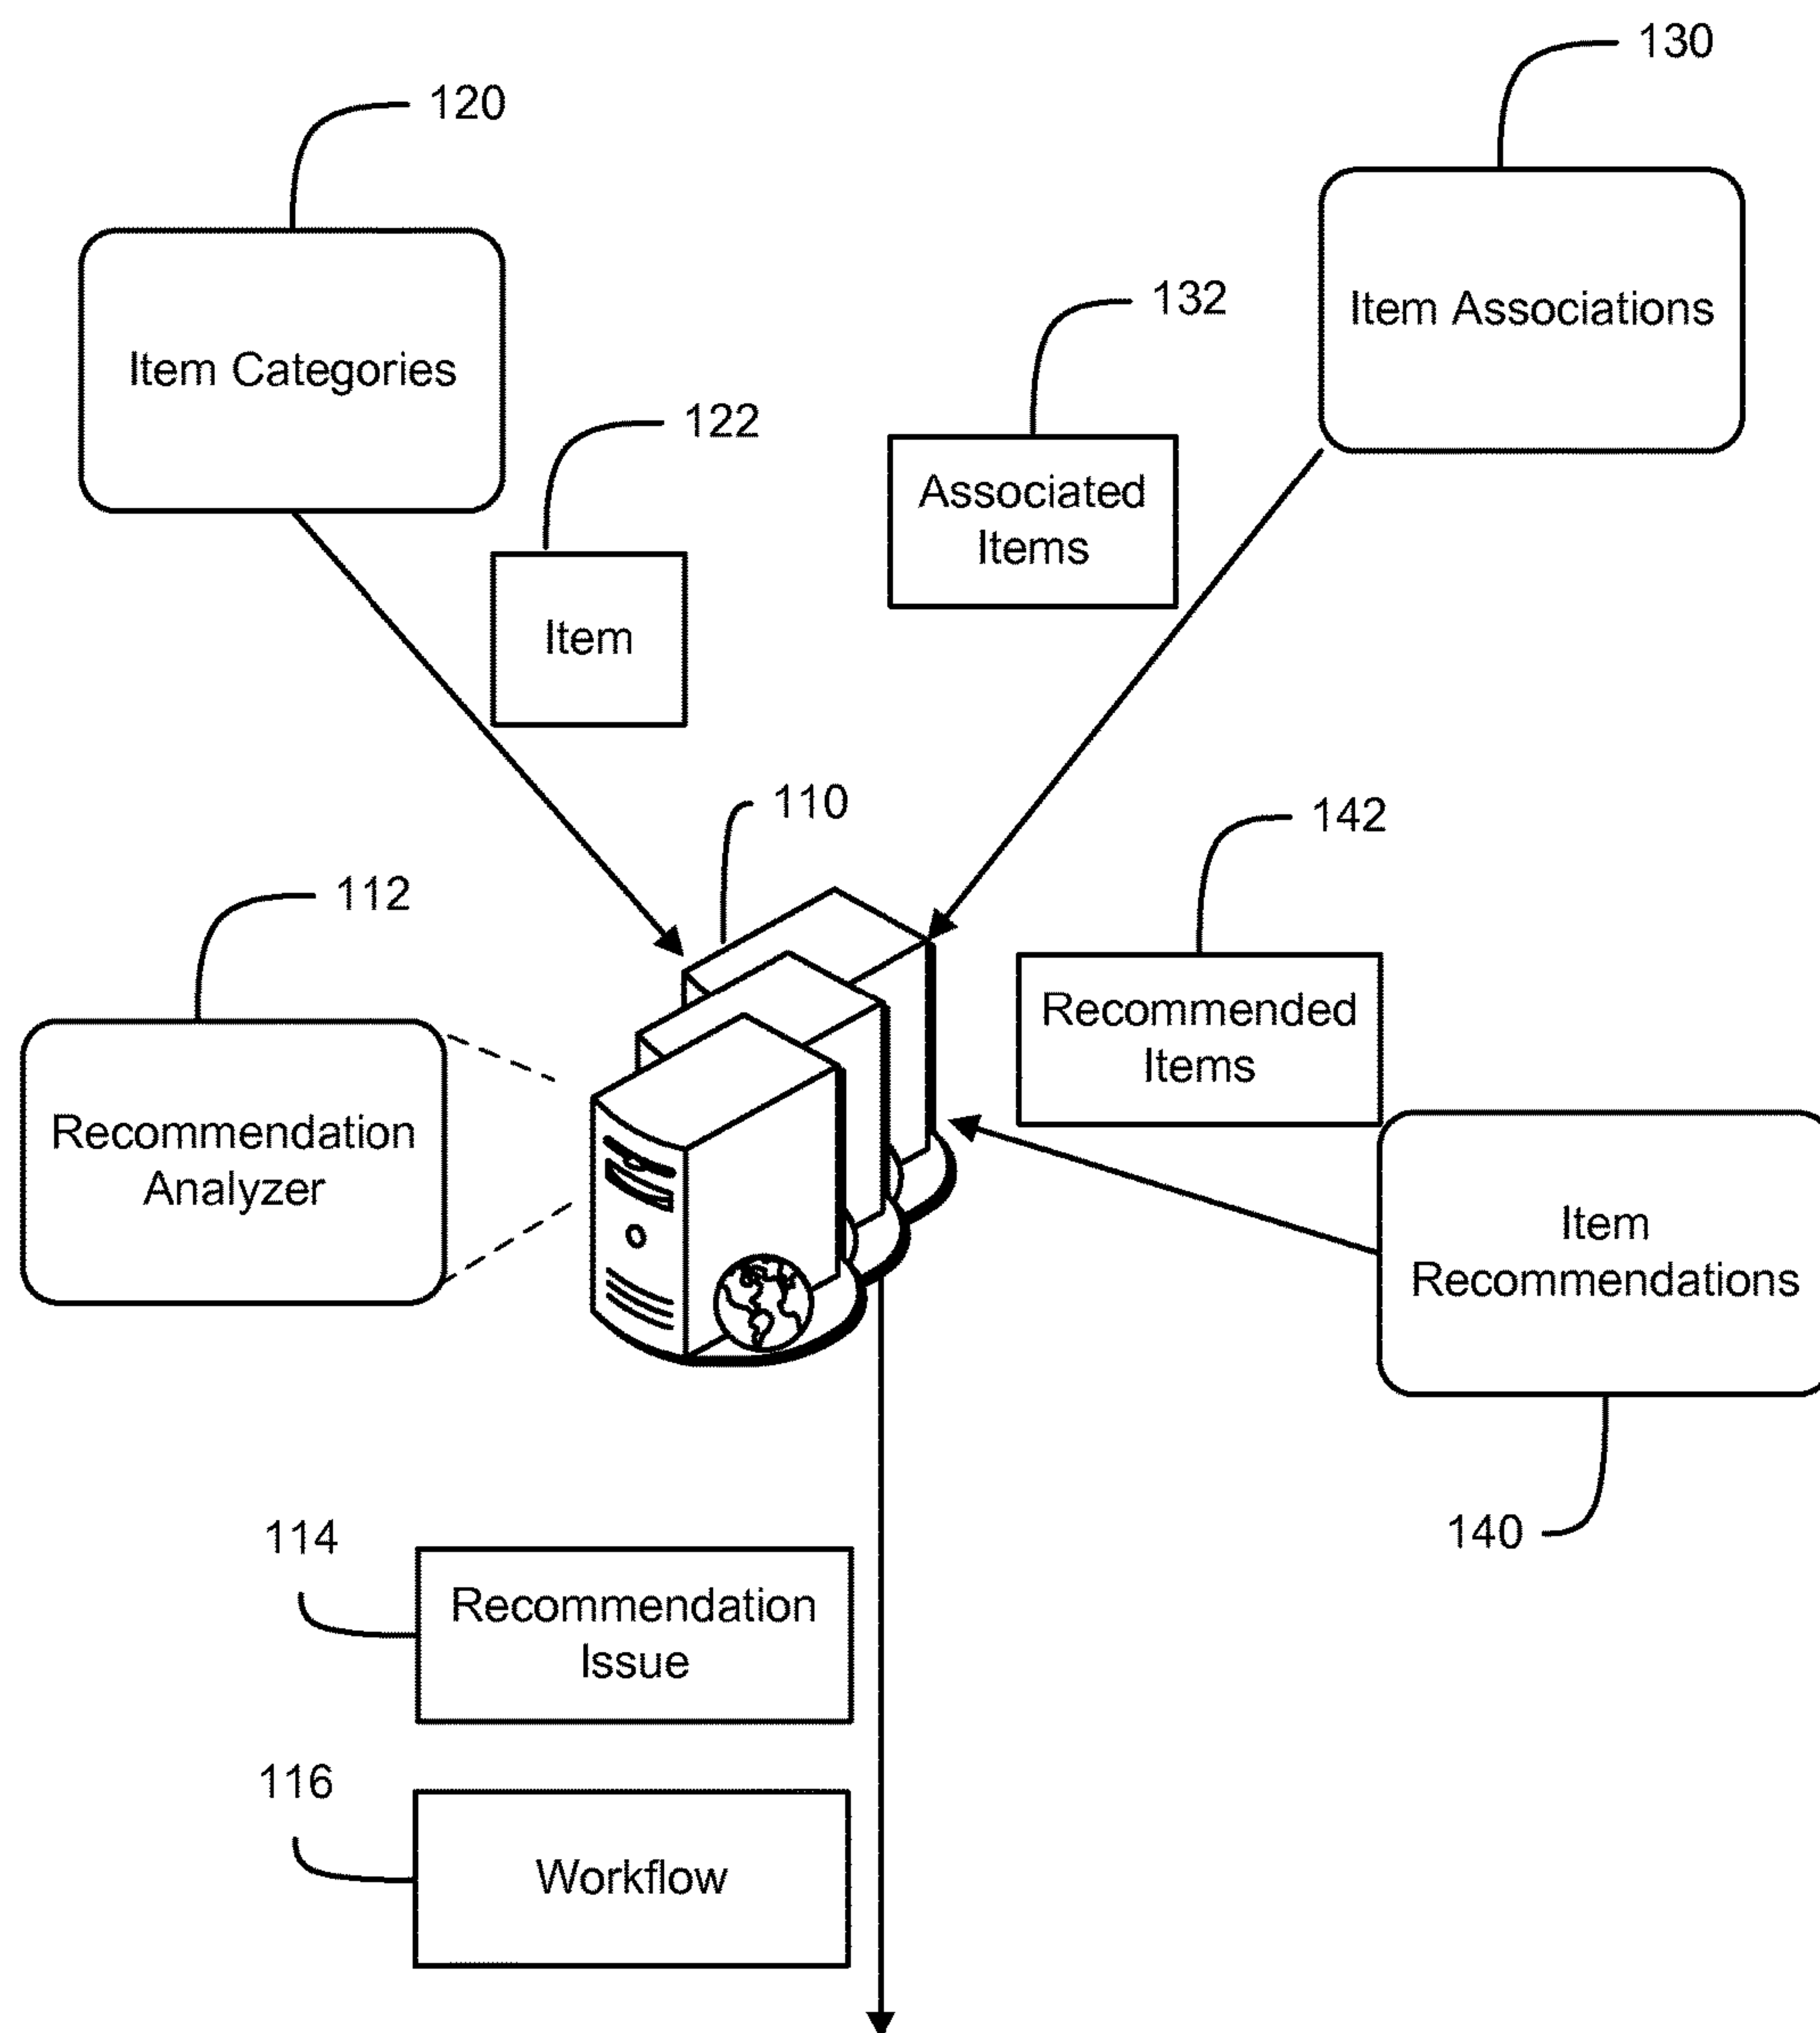 130
120
132
Item Associations
Item Categories
122
Associated
Items
Item
110
142
112
Recommended
Items
Recommendation
Analyzer
Item
Recommendations
114
140
Recommendation
Issue
116
Workflow